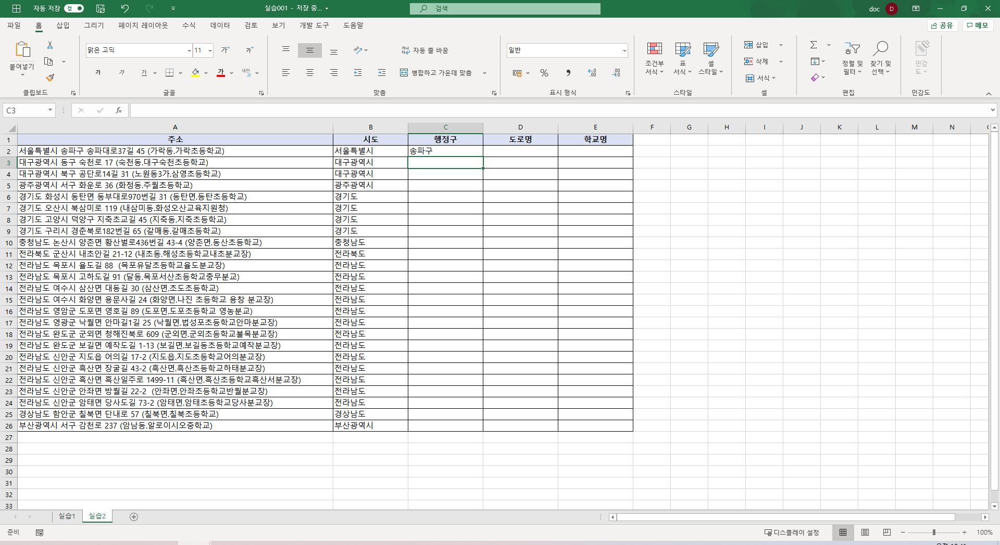 자동 저장 켬 실습001 - 저장 중... 검색 doc D
파일 홈 삽입 그리기 페이지 레이아웃 수식 데이터 검토 보기 개발 도구 도움말 공유 메모
붙여넣기 맑은 고딕 11 가 가 자동 줄 바꿈 일반 조건부 서식 표 서식 셀 스타일 삽입 삭제 서식 정렬 및 필터 찾기 및 선택 민감도
가 가 가 가 내천 병합하고 가운데 맞춤 % .00
클립보드 글꼴 맞춤 표시 형식 스타일 셀 편집 민감도
C3 fx
A B C D E F G H I J K L M N
1 주소 시도 행정구 도로명 학교명
2 서울특별시 송파구 송파대로37길 45 (가락동.가락초등학교) 서울특별시 송파구
3 대구광역시 동구 숙천로 17 (숙천동.대구숙천초등학교) 대구광역시
4 대구광역시 북구 공단로14길 31 (노원동3가.삼영초등학교) 대구광역시
5 광주광역시 서구 화운로 36 (화정동.주월초등학교) 광주광역시
6 경기도 화성시 동탄면 동부대로970번길 31 (동탄면.동탄초등학교) 경기도
7 경기도 오산시 북삼미로 119 (내삼미동.화성오산교육지원청) 경기도
8 경기도 고양시 덕양구 지축초교길 45 (지축동.지축초등학교) 경기도
9 경기도 구리시 경춘북로182번길 65 (갈매동.갈매초등학교) 경기도
10 충청남도 논산시 양촌면 황산벌로436번길 43-4 (양촌면.동산초등학교) 충청남도
11 전라북도 군산시 내초안길 21-12 (내초동.해성초등학교내초분교장) 전라북도
12 전라남도 목포시 율도길 88  (목포유달초등학교율도분교장) 전라남도
13 전라남도 목포시 고하도길 91 (달동.목포서산초등학교충무분교) 전라남도
14 전라남도 여수시 삼산면 대동길 30 (삼산면.초도초등학교) 전라남도
15 전라남도 여수시 화양면 용문사길 24 (화양면.나진 초등학교 용창 분교장) 전라남도
16 전라남도 영암군 도포면 영호길 89 (도포면.도포초등학교 영농분교) 전라남도
17 전라남도 영광군 낙월면 안마길1길 25 (낙월면.법성포초등학교안마분교장) 전라남도
18 전라남도 완도군 군외면 청해진북로 609 (군외면.군외초등학교불목분교장) 전라남도
19 전라남도 완도군 보길면 예작도길 1-13 (보길면.보길동초등학교예작분교장) 전라남도
20 전라남도 신안군 지도읍 어의길 17-2 (지도읍.지도초등학교어의분교장) 전라남도
21 전라남도 신안군 흑산면 장굴길 43-2 (흑산면.흑산초등학교하태분교장) 전라남도
22 전라남도 신안군 흑산면 흑산일주로 1499-11 (흑산면.흑산초등학교흑산서분교장) 전라남도
23 전라남도 신안군 안좌면 방월길 22-2  (안좌면.안좌초등학교반월분교장) 전라남도
24 전라남도 신안군 암태면 당사도길 73-2 (암태면.암태초등학교당사분교장) 전라남도
25 경상남도 함안군 칠북면 단내로 57 (칠북면.칠북초등학교) 경상남도
26 부산광역시 서구 감천로 237 (암남동.알로이시오중학교) 부산광역시
27
28
29
30
31
32
33
실습1 실습2
준비 디스플레이 설정 100%